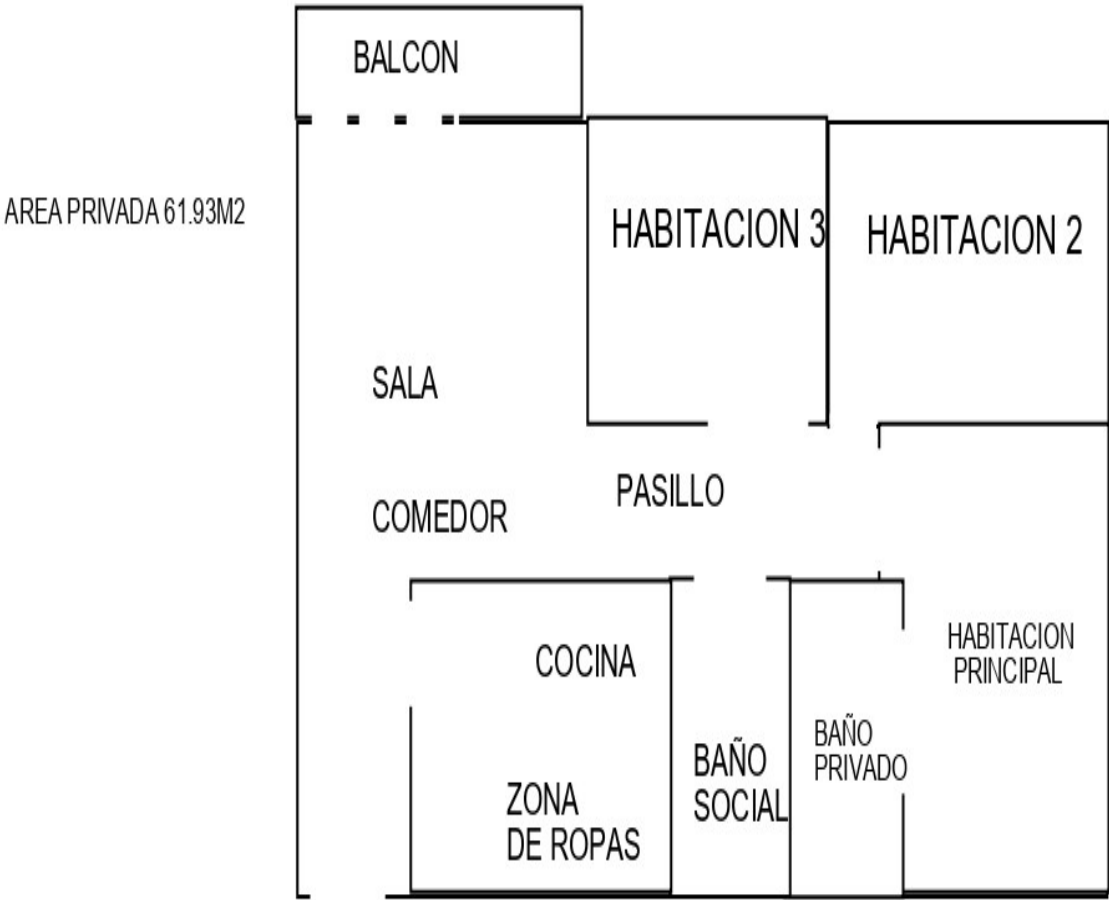 BALCON
AREA PRIVADA 61.93M2
HABITACION 3
HABITACION 2
SALA
PASILLO
COMEDOR
COCINA
HABITACION
PRINCIPAL
BAÑO
PRIVADO
BAÑO
SOCIAL
ZONA
DE ROPAS